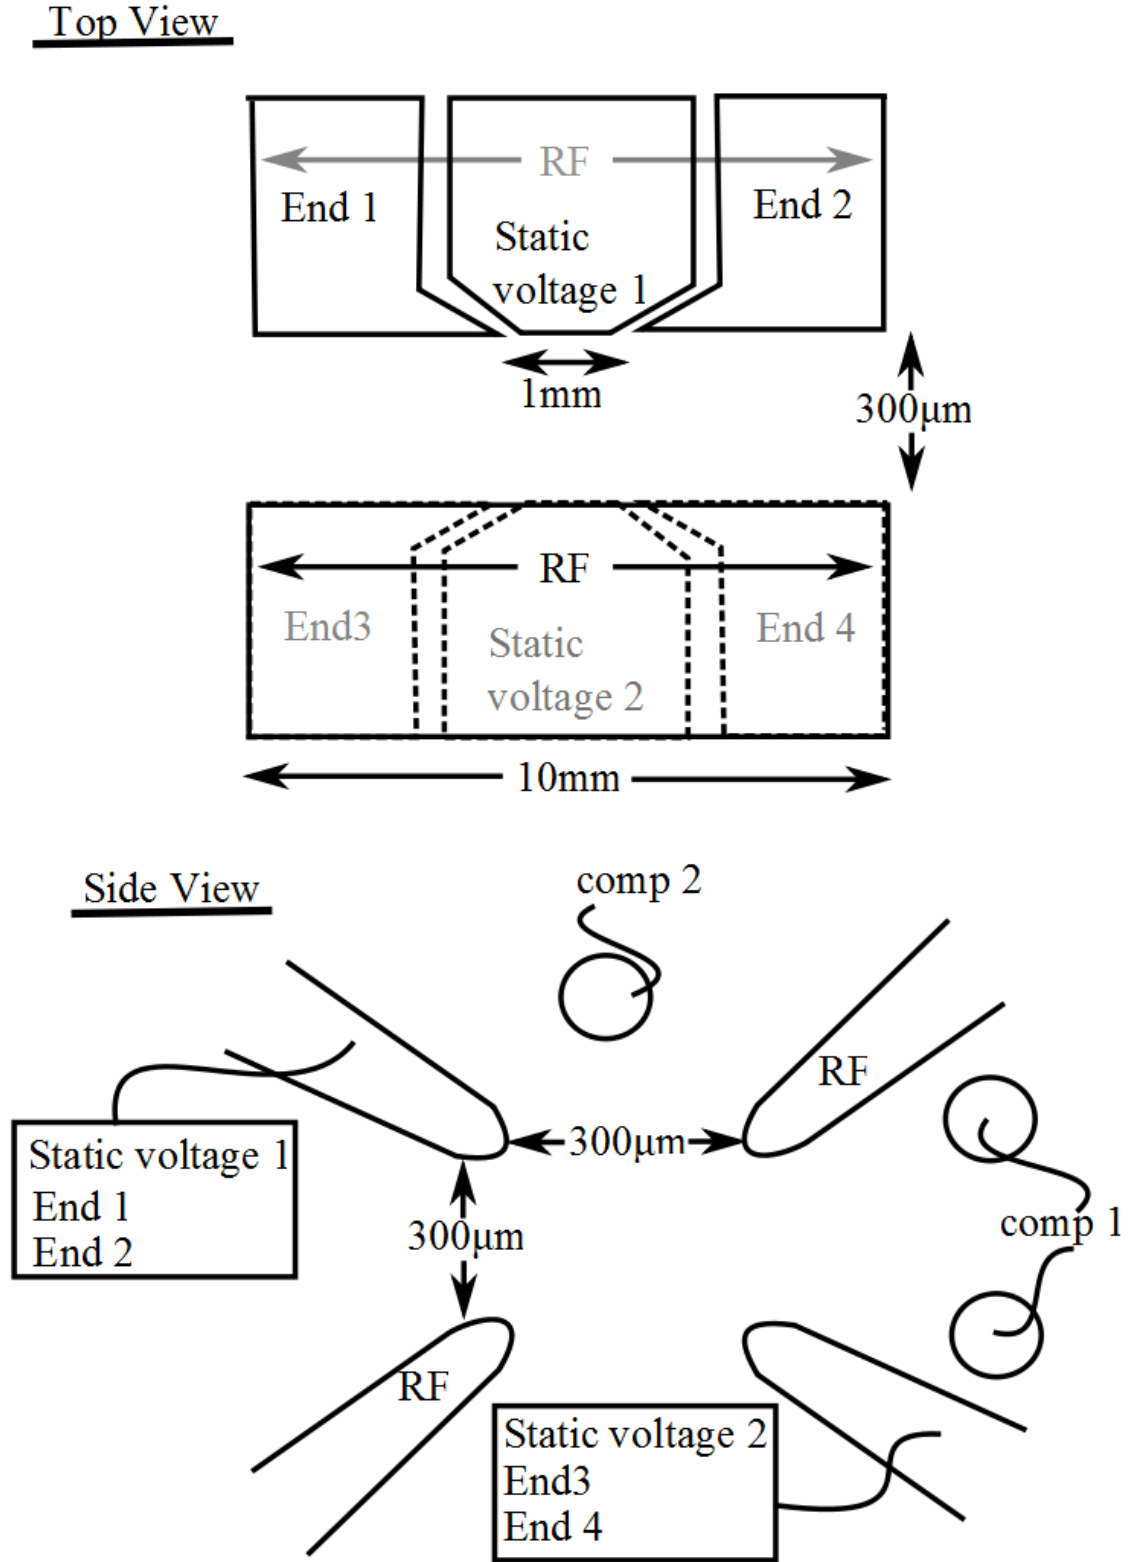 Top View
RF
End 1
End 2
Static
voltage 1
1mm
300μm
RF
End3
End 4
Static
voltage 2
10mm
Side View
comp 2
RF
300μm
Static voltage 1
End 1
End 2
300μm
comp 1
RF
Static voltage 2
End3
End 4